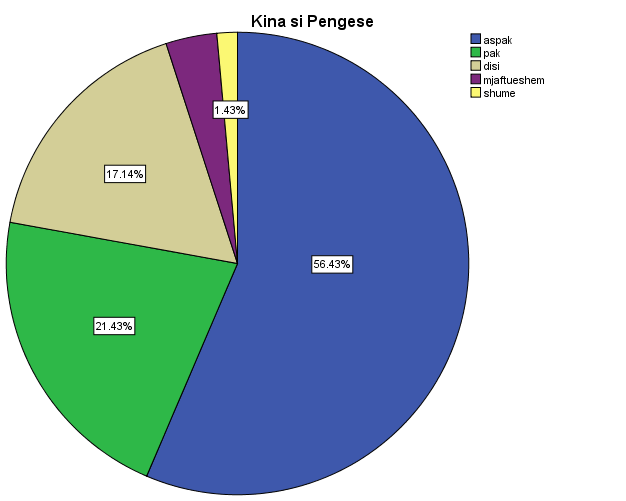 Kina si Pengese
aspak
pak
disi
mjaftueshem
shume
1.43%
17.14%
56.43%
21.43%